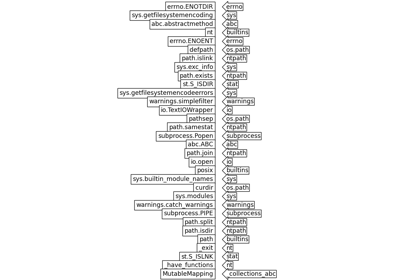 errno.ENOTDIR errno
sys.getfilesystemencoding sys
abc.abstractmethod abc
nt builtins
errno.ENOENT errno
defpath os.path
path.islink ntpath
sys.exc_info sys
path.exists ntpath
st.S_ISDIR stat
sys.getfilesystemencodeerrors sys
warnings.simplefilter warnings
io.TextIOWrapper io
pathsep os.path
path.samestat ntpath
subprocess.Popen subprocess
abc.ABC abc
path.join ntpath
io.open io
posix builtins
sys.builtin_module_names sys
curdir os.path
sys.modules sys
warnings.catch_warnings warnings
subprocess.PIPE subprocess
path.split ntpath
path.isdir ntpath
path builtins
_exit nt
st.S_ISLNK stat
_have_functions nt
MutableMapping _collections_abc